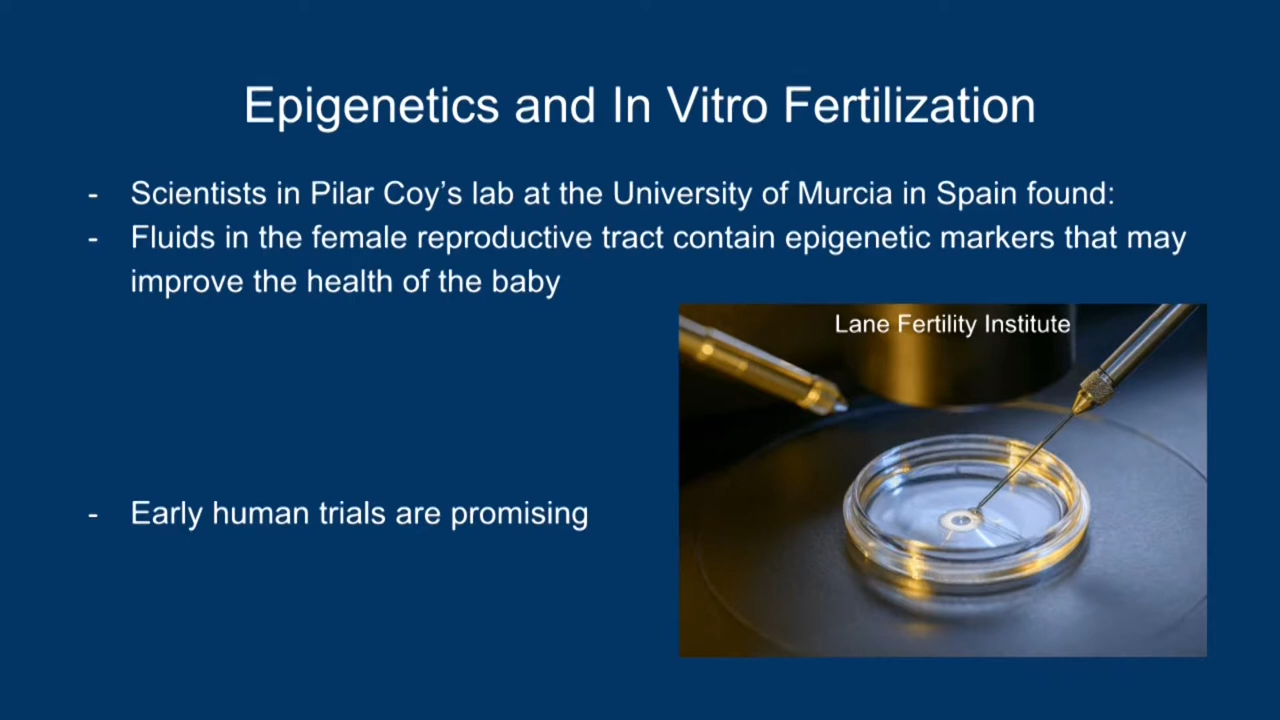 Epigenetics and In Vitro Fertilization
- Scientists in Pilar Coy’s lab at the University of Murcia in Spain found:
- Fluids in the female reproductive tract contain epigenetic markers that may
improve the health of the baby
Lane Fertility Institute
- Early human trials are promising